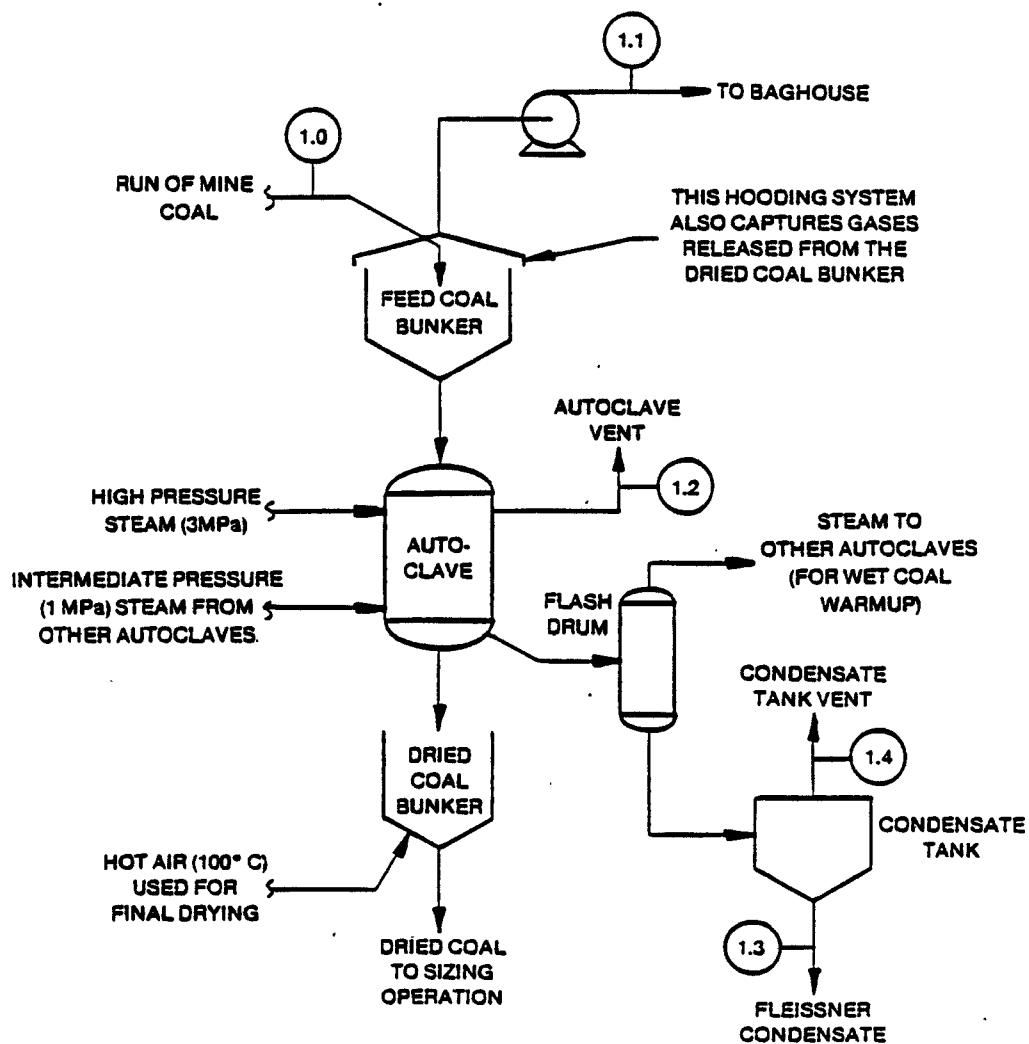 1.1
TO BAGHOUSE
1.0
RUN OF MINE
COAL
THIS HOODING SYSTEM
ALSO CAPTURES GASES
RELEASED FROM THE
DRIED COAL BUNKER
FEED COAL
BUNKER
AUTOCLAVE
VENT
1.2
HIGH PRESSURE
STEAM (3MPa)
AUTO-
CLAVE
STEAM TO
OTHER AUTOCLAVES
(FOR WET COAL
WARMUP)
INTERMEDIATE PRESSURE
(1 MPa) STEAM FROM
OTHER AUTOCLAVES.
FLASH
DRUM
CONDENSATE
TANK VENT
1.4
DRIED
COAL
BUNKER
CONDENSATE
TANK
HOT AIR (100° C)
USED FOR
FINAL DRYING
1.3
DRIED COAL
TO SIZING
OPERATION
FLEISSNER
CONDENSATE